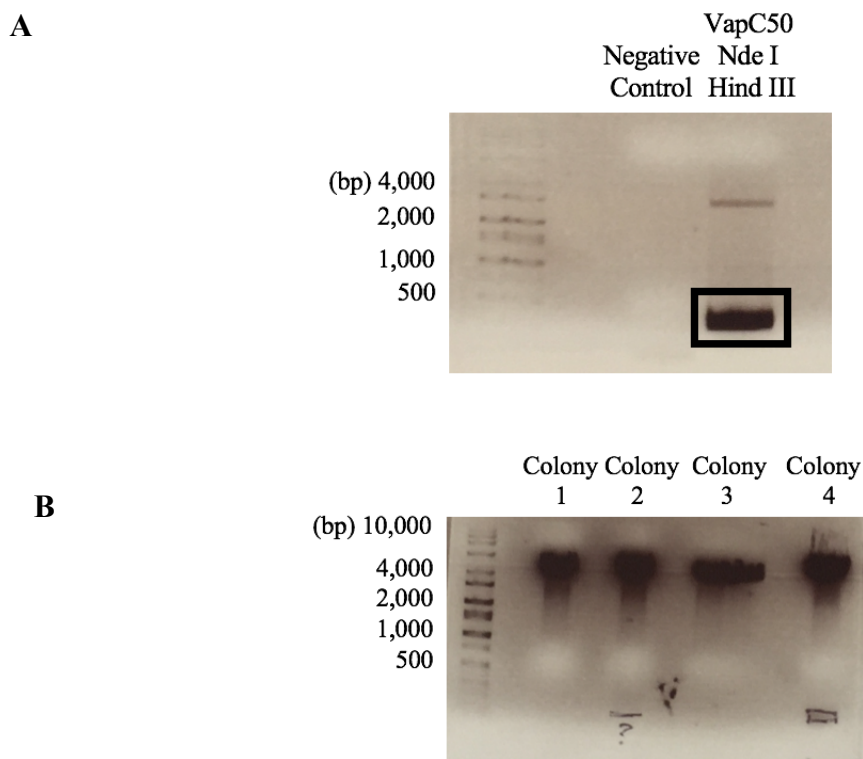 A
VapC50
Negative Nde I
Control Hind III
(bp) 4,000
2,000
1,000
500
B
Colony Colony Colony Colony
1 2 3 4
(bp) 10,000
4,000
2,000
1,000
500
?